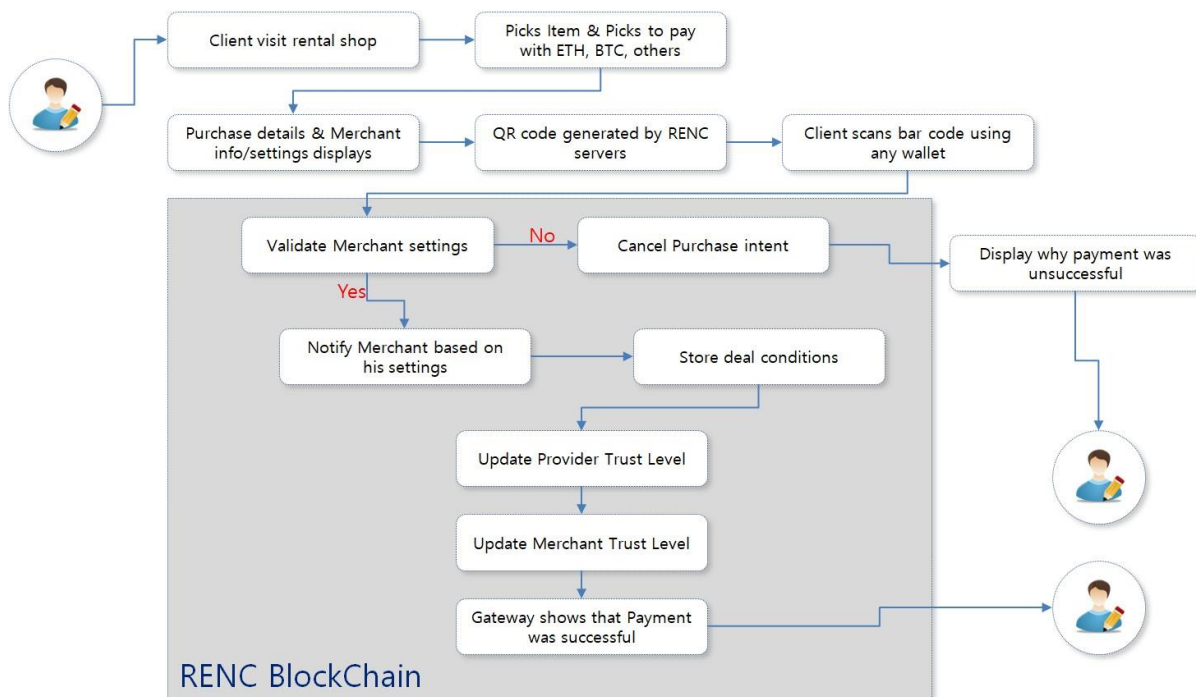 Client visit rental shop
Picks Item & Picks to pay
with ETH, BTC, others
Purchase details & Merchant
info/settings displays
QR code generated by RENC
servers
Client scans bar code using
any wallet
Validate Merchant settings
No
Cancel Purchase intent
Display why payment was
unsuccessful
Yes
Notify Merchant based on
his settings
Store deal conditions
Update Provider Trust Level
Update Merchant Trust Level
Gateway shows that Payment
was successful
RENC BlockChain